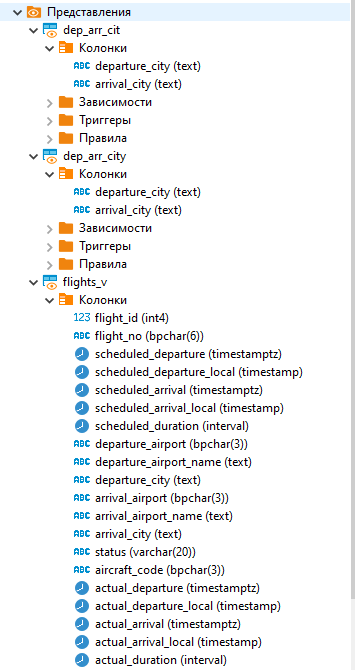 Представления
dep_arr_cit
Колонки
ABC departure_city (text)
ABC arrival_city (text)
Зависимости
Триггеры
Правила
dep_arr_city
Колонки
ABC departure_city (text)
ABC arrival_city (text)
Зависимости
Триггеры
Правила
flights_v
Колонки
123 flight_id (int4)
ABC flight_no (bpchar(6))
scheduled_departure (timestamptz)
scheduled_departure_local (timestamp)
scheduled_arrival (timestamptz)
scheduled_arrival_local (timestamp)
scheduled_duration (interval)
ABC departure_airport (bpchar(3))
ABC departure_airport_name (text)
ABC departure_city (text)
ABC arrival_airport (bpchar(3))
ABC arrival_airport_name (text)
ABC arrival_city (text)
ABC status (varchar(20))
ABC aircraft_code (bpchar(3))
actual_departure (timestamptz)
actual_departure_local (timestamp)
actual_arrival (timestamptz)
actual_arrival_local (timestamp)
actual_duration (interval)